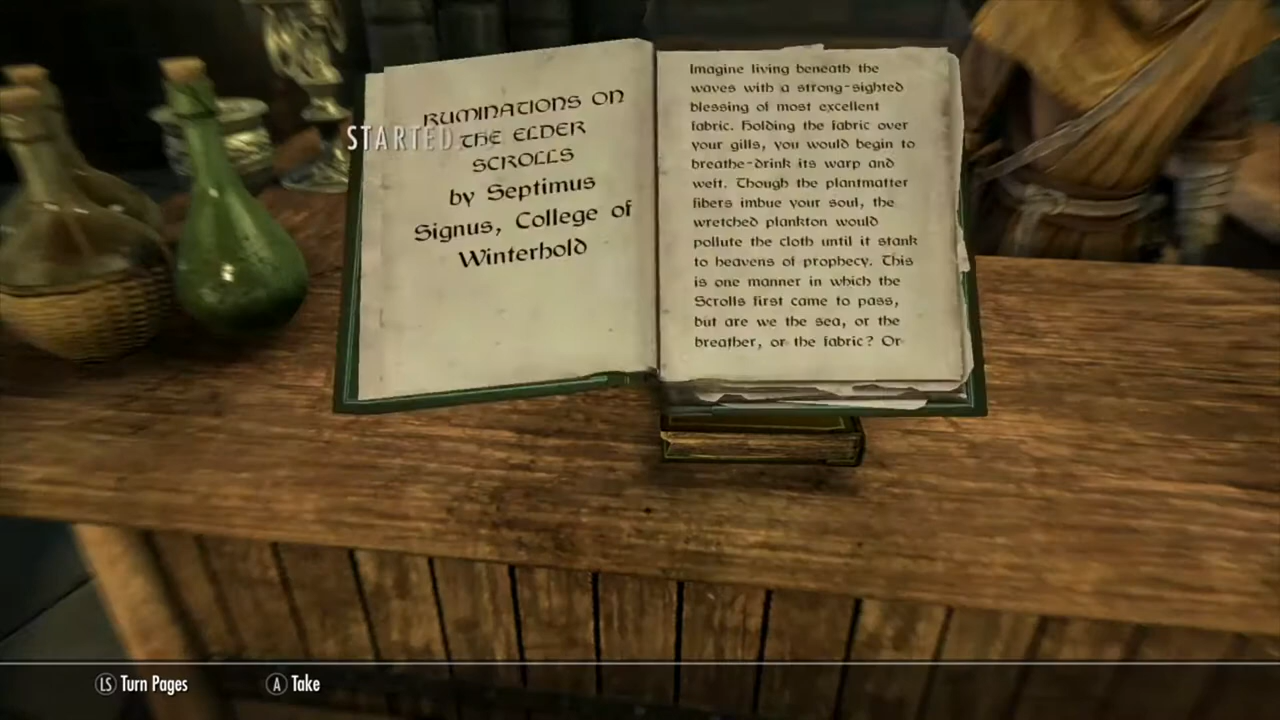 STARTED:
RUMINATIONS ON
THE ELDER
SCROLLS
by Septimus
Signus, College of
Winterhold
Imagine living beneath the
waves with a strong-sighted
blessing of most excellent
fabric. Holding the fabric over
your gills, you would begin to
breathe-drink its warp and
weft. Though the plantmatter
fibers imbue your soul, the
wretched plankton would
pollute the cloth until it stank
to heavens of prophecy. This
is one manner in which the
Scrolls first came to pass,
but are we the sea, or the
breather, or the fabric? Or
LS Turn Pages
A Take